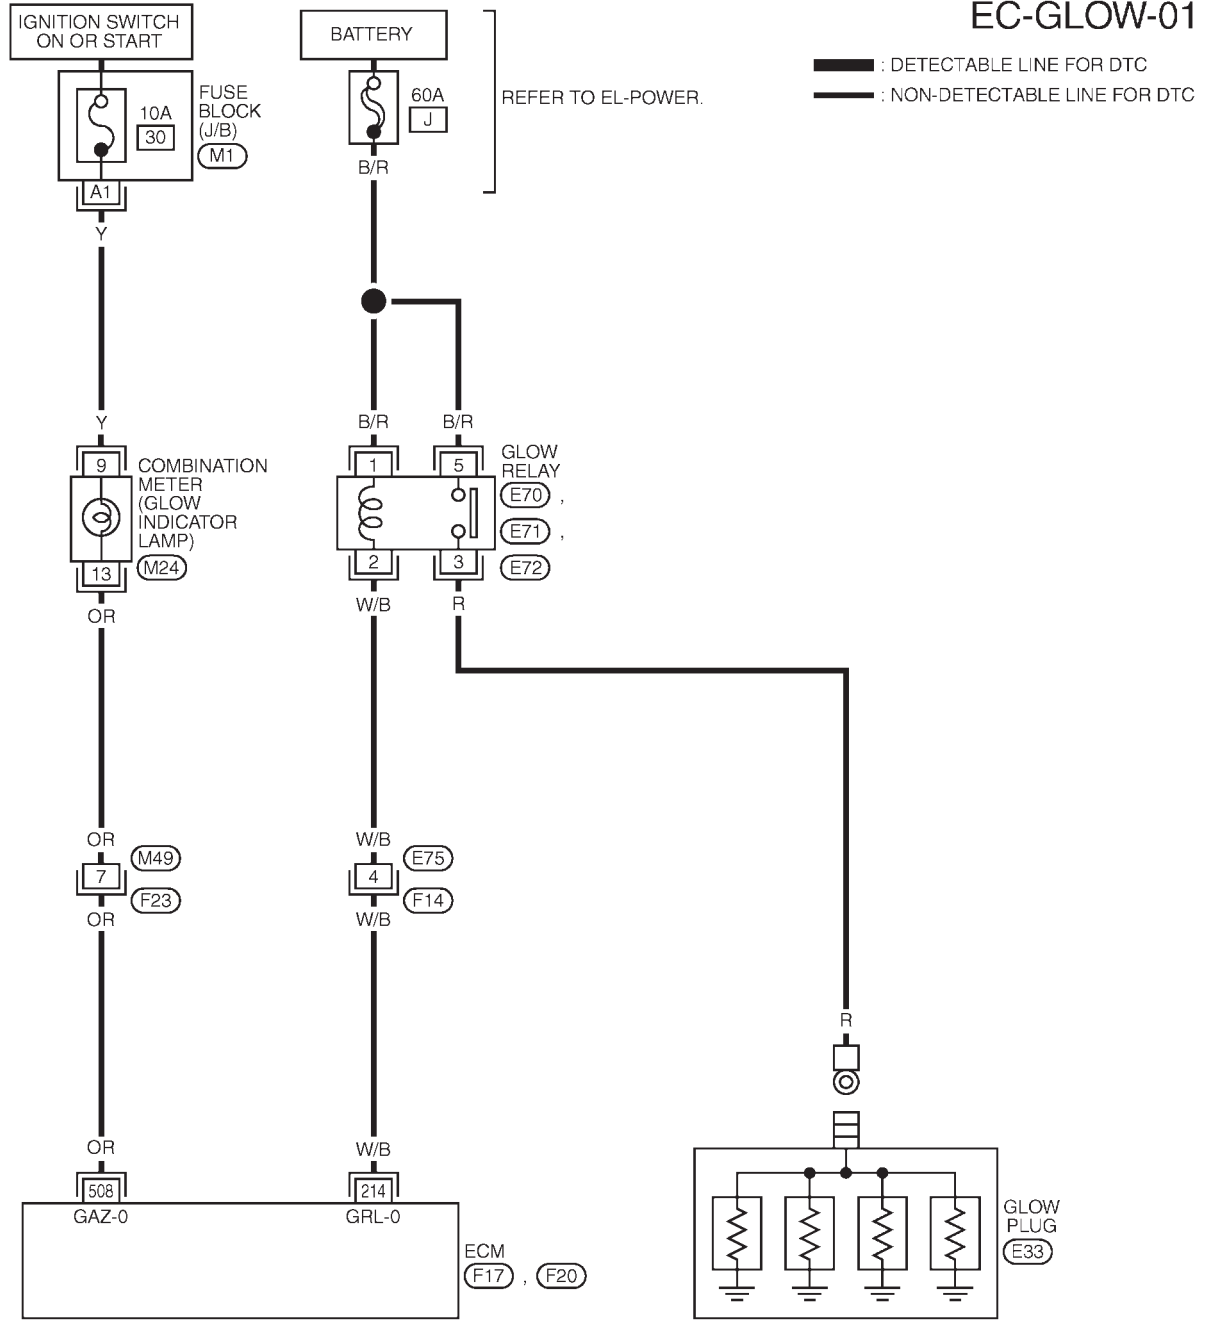 EC-GLOW-01
IGNITION SWITCH
ON OR START
BATTERY
: DETECTABLE LINE FOR DTC
: NON-DETECTABLE LINE FOR DTC
10A
30
FUSE
BLOCK
(J/B)
M1
60A
J
REFER TO EL-POWER.
A1
B/R
Y
Y
B/R
B/R
9
COMBINATION
METER
(GLOW
INDICATOR
LAMP)
M24
13
1
5
GLOW
RELAY
E70 ,
E71 ,
E72
2
3
OR
W/B
R
OR
W/B
7
M49
F23
4
E75
F14
OR
W/B
R
OR
W/B
508
214
GAZ-0
GRL-0
ECM
F17 , F20
GLOW
PLUG
E33